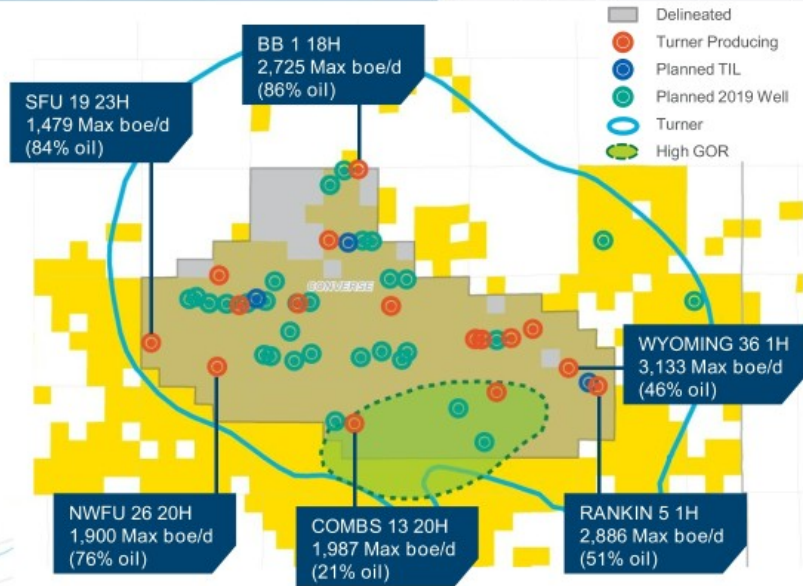 BB 1 18H
2,725 Max boe/d
(86% oil)
SFU 19 23H
1,479 Max boe/d
(84% oil)
Delineated
Turner Producing
Planned TIL
Planned 2019 Well
Turner
High GOR
CONVERSE
WYOMING 36 1H
3,133 Max boe/d
(46% oil)
NWFU 26 20H
1,900 Max boe/d
(76% oil)
COMBS 13 20H
1,987 Max boe/d
(21% oil)
RANKIN 5 1H
2,886 Max boe/d
(51% oil)